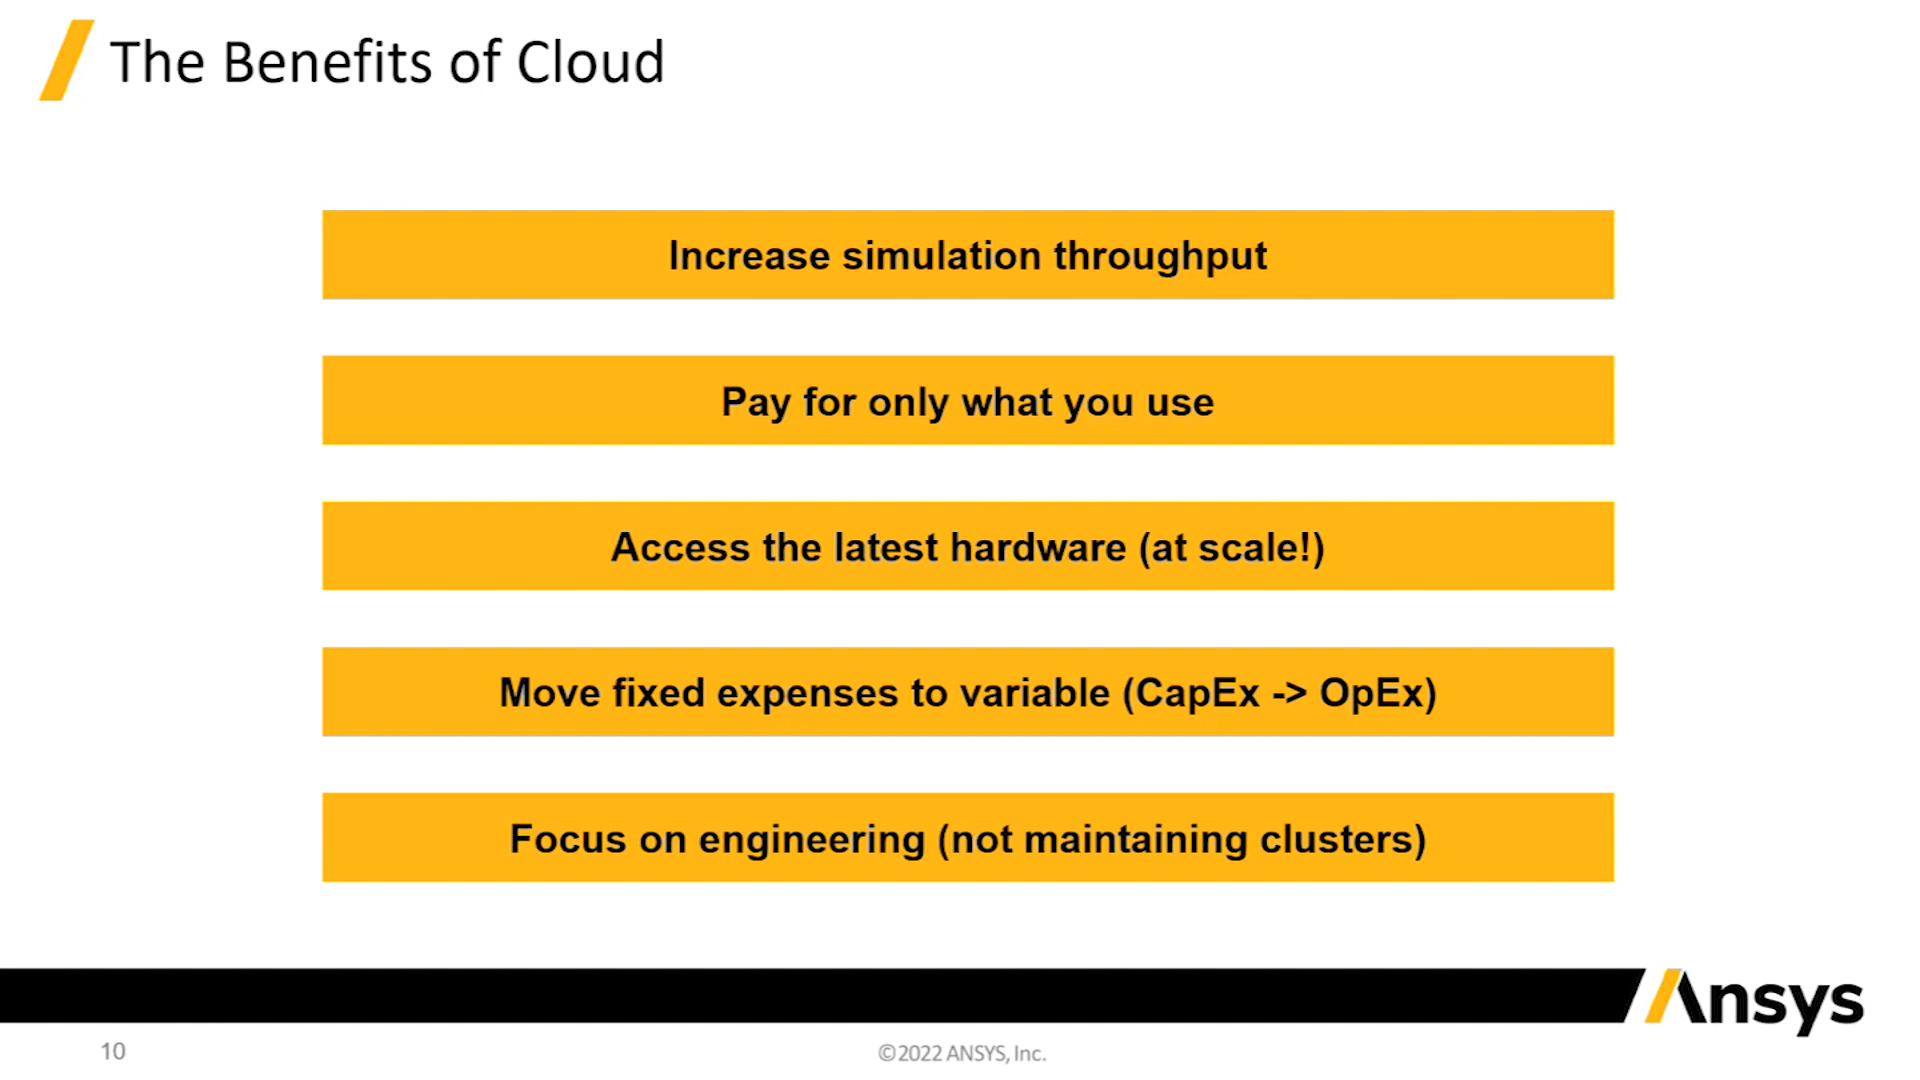 The Benefits of Cloud
Increase simulation throughput
Pay for only what you use
Access the latest hardware (at scale!)
Move fixed expenses to variable (CapEx -> OpEx)
Focus on engineering (not maintaining clusters)
Ansys
10
©2022 ANSYS, Inc.